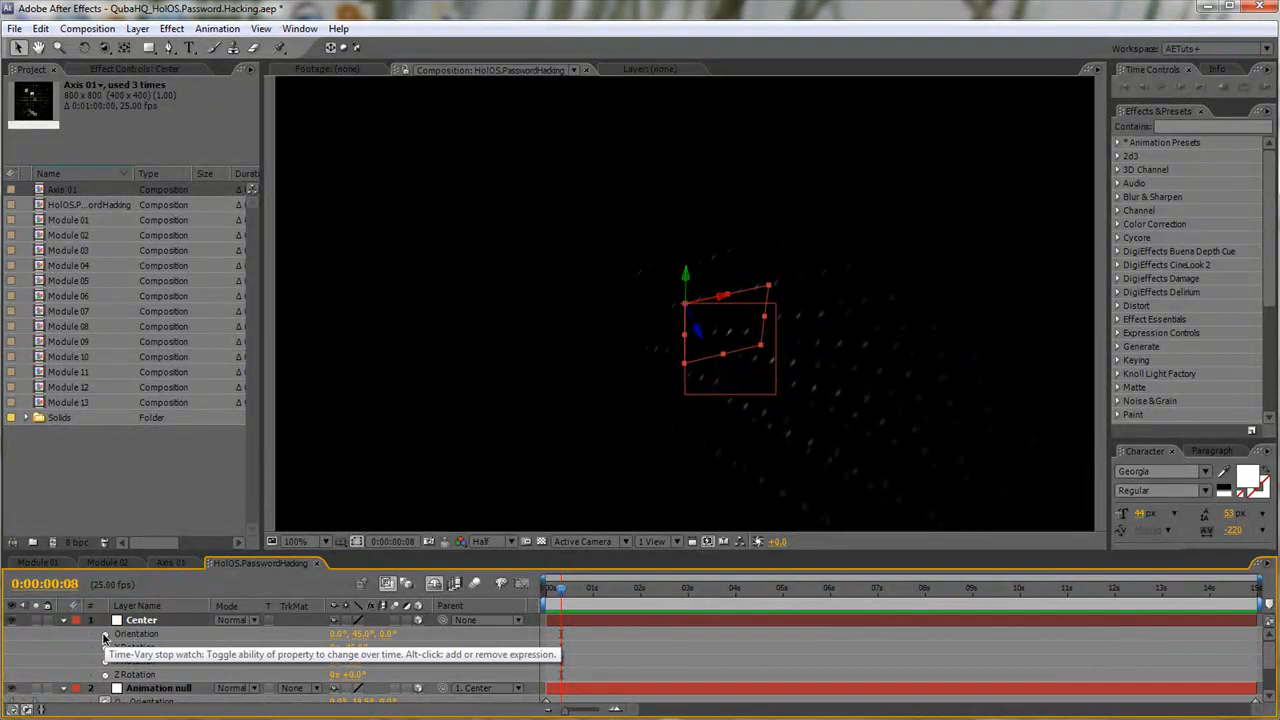 Adobe After Effects - QubaHQ_HolOS.Password.Hacking.aep *
File Edit Composition Layer Effect Animation View Window Help
Workspace: AETuts+
Project Effect Controls: Center
Footage: (none) Composition: HolOS.PasswordHacking Layer: (none)
Time Controls Info
Axis 01, used 3 times
800 x 800 (400 x 400) (1.00)
Δ 0:01:00:00, 25.00 fps
Effects & Presets
Contains:
* Animation Presets
2d3
3D Channel
Audio
Blur & Sharpen
Channel
Color Correction
Cycore
DigiEffects Buena Depth Cue
DigiEffects CineLook 2
DigiEffects Damage
DigiEffects Delirium
Distort
Effect Essentials
Expression Controls
Generate
Keying
Knoll Light Factory
Matte
Noise & Grain
Paint
Name Type Size Durati
Axis 01 Composition Δ
HolOS.P...ordHacking Composition Δ
Module 01 Composition Δ
Module 02 Composition Δ
Module 03 Composition Δ
Module 04 Composition Δ
Module 05 Composition Δ
Module 06 Composition Δ
Module 07 Composition Δ
Module 08 Composition Δ
Module 09 Composition Δ
Module 10 Composition Δ
Module 11 Composition Δ
Module 12 Composition Δ
Module 13 Composition Δ
Solids Folder
Character Paragraph
Georgia
Regular
44 px 53 px
Metrics -220
8 bpc
100% 0:00:00:08 Half Active Camera 1 View +0.0
Module 01 Module 02 Axis 01 HolOS.PasswordHacking
0:00:00:08 (25.00 fps)
01s 02s 03s 04s 05s 06s 07s 08s 09s 10s 11s 12s 13s 14s 15s
# Layer Name Mode T TrkMat Parent
1 Center Normal None
Orientation 0.0°, 45.0°, 0.0°
Time-Vary stop watch: Toggle ability of property to change over time. Alt-click: add or remove expression.
Z Rotation 0x +0.0°
2 Animation null Normal None 1. Center
Orientation